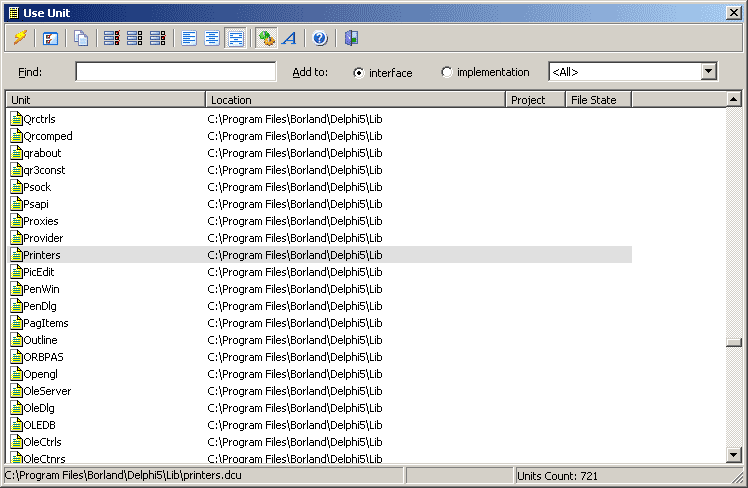 Use Unit
Find: Add to: interface implementation <All>
Unit Location Project File State
Qrctrls C:\Program Files\Borland\Delphi5\Lib
Qrcomped C:\Program Files\Borland\Delphi5\Lib
qrabout C:\Program Files\Borland\Delphi5\Lib
qr3const C:\Program Files\Borland\Delphi5\Lib
Psock C:\Program Files\Borland\Delphi5\Lib
Psapi C:\Program Files\Borland\Delphi5\Lib
Proxies C:\Program Files\Borland\Delphi5\Lib
Provider C:\Program Files\Borland\Delphi5\Lib
Printers C:\Program Files\Borland\Delphi5\Lib
PicEdit C:\Program Files\Borland\Delphi5\Lib
PenWin C:\Program Files\Borland\Delphi5\Lib
PenDlg C:\Program Files\Borland\Delphi5\Lib
PagItems C:\Program Files\Borland\Delphi5\Lib
Outline C:\Program Files\Borland\Delphi5\Lib
ORBPAS C:\Program Files\Borland\Delphi5\Lib
Opengl C:\Program Files\Borland\Delphi5\Lib
OleServer C:\Program Files\Borland\Delphi5\Lib
OleDlg C:\Program Files\Borland\Delphi5\Lib
OLEDB C:\Program Files\Borland\Delphi5\Lib
OleCtrls C:\Program Files\Borland\Delphi5\Lib
OleCtnrs C:\Program Files\Borland\Delphi5\Lib
C:\Program Files\Borland\Delphi5\Lib\printers.dcu Units Count: 721